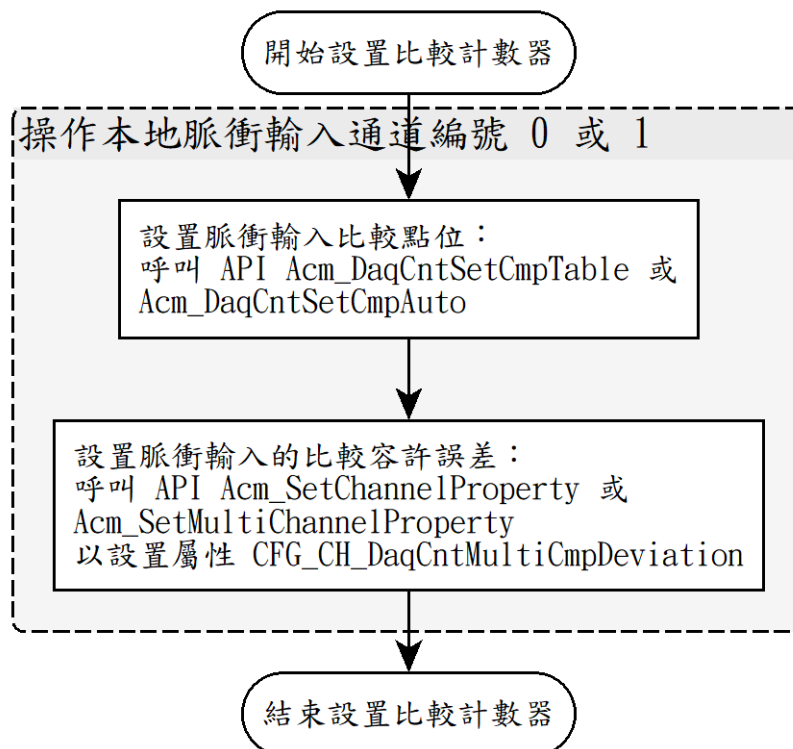 開始設置比較計數器
操作本地脈衝輸入通道編號 0 或 1
設置脈衝輸入比較點位：
呼叫 API Acm_DaqCntSetCmpTable 或
Acm_DaqCntSetCmpAuto
設置脈衝輸入的比較容許誤差：
呼叫 API Acm_SetChannelProperty 或
Acm_SetMultiChannelProperty
以設置屬性 CFG_CH_DaqCntMultiCmpDeviation
結束設置比較計數器